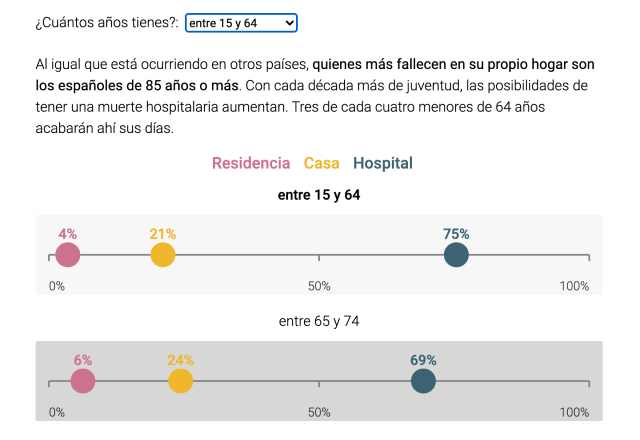 ¿Cuántos años tienes?: entre 15 y 64
Al igual que está ocurriendo en otros países, quienes más fallecen en su propio hogar son
los españoles de 85 años o más. Con cada década más de juventud, las posibilidades de
tener una muerte hospitalaria aumentan. Tres de cada cuatro menores de 64 años
acabarán ahí sus días.
Residencia Casa Hospital
entre 15 y 64
4% 21% 75%
0% 50% 100%
entre 65 y 74
6% 24% 69%
0% 50% 100%